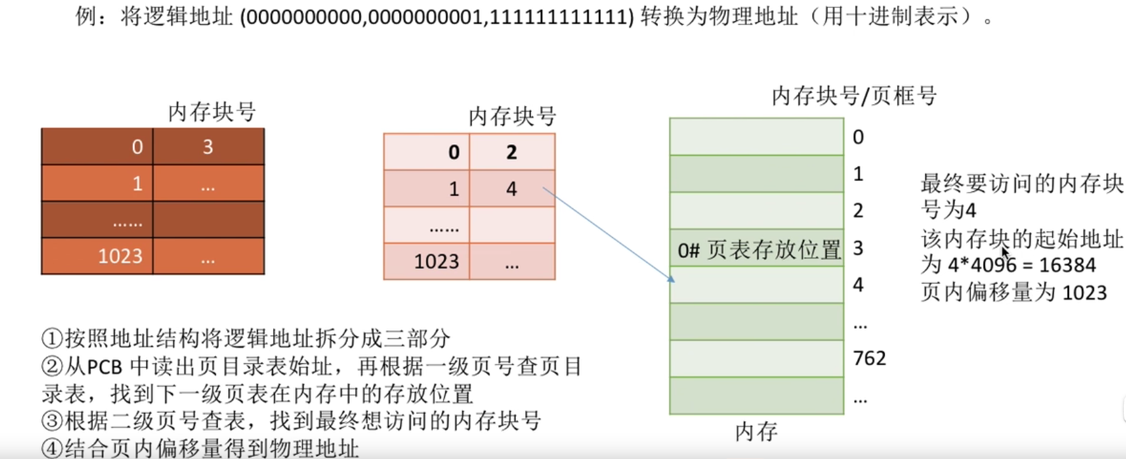 例：将逻辑地址 (0000000000,0000000001,111111111111) 转换为物理地址（用十进制表示）。
内存块号
0 3
1 ...
......
1023 ...
内存块号
0 2
1 4
......
1023 ...
内存块号/页框号
0
1
2
0# 页表存放位置 3
4
...
762
...
内存
最终要访问的内存块
号为4
该内存块的起始地址
为 4*4096 = 16384
页内偏移量为 1023
①按照地址结构将逻辑地址拆分成三部分
②从PCB 中读出页目录表始址，再根据一级页号查页目
录表，找到下一级页表在内存中的存放位置
③根据二级页号查表，找到最终想访问的内存块号
④结合页内偏移量得到物理地址